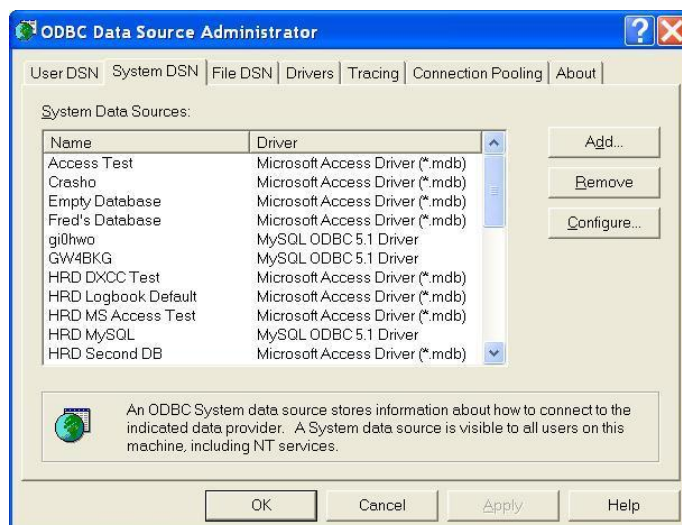 ODBC Data Source Administrator
User DSN System DSN File DSN Drivers Tracing Connection Pooling About
System Data Sources:
Name Driver
Access Test Microsoft Access Driver (*.mdb)
Crasho Microsoft Access Driver (*.mdb)
Empty Database Microsoft Access Driver (*.mdb)
Fred's Database Microsoft Access Driver (*.mdb)
gi0hwo MySQL ODBC 5.1 Driver
GW4BKG MySQL ODBC 5.1 Driver
HRD DXCC Test Microsoft Access Driver (*.mdb)
HRD Logbook Default Microsoft Access Driver (*.mdb)
HRD MS Access Test Microsoft Access Driver (*.mdb)
HRD MySQL MySQL ODBC 5.1 Driver
HRD Second DB Microsoft Access Driver (*.mdb)
Add...
Remove
Configure...
An ODBC System data source stores information about how to connect to the
indicated data provider. A System data source is visible to all users on this
machine, including NT services.
OK Cancel Apply Help